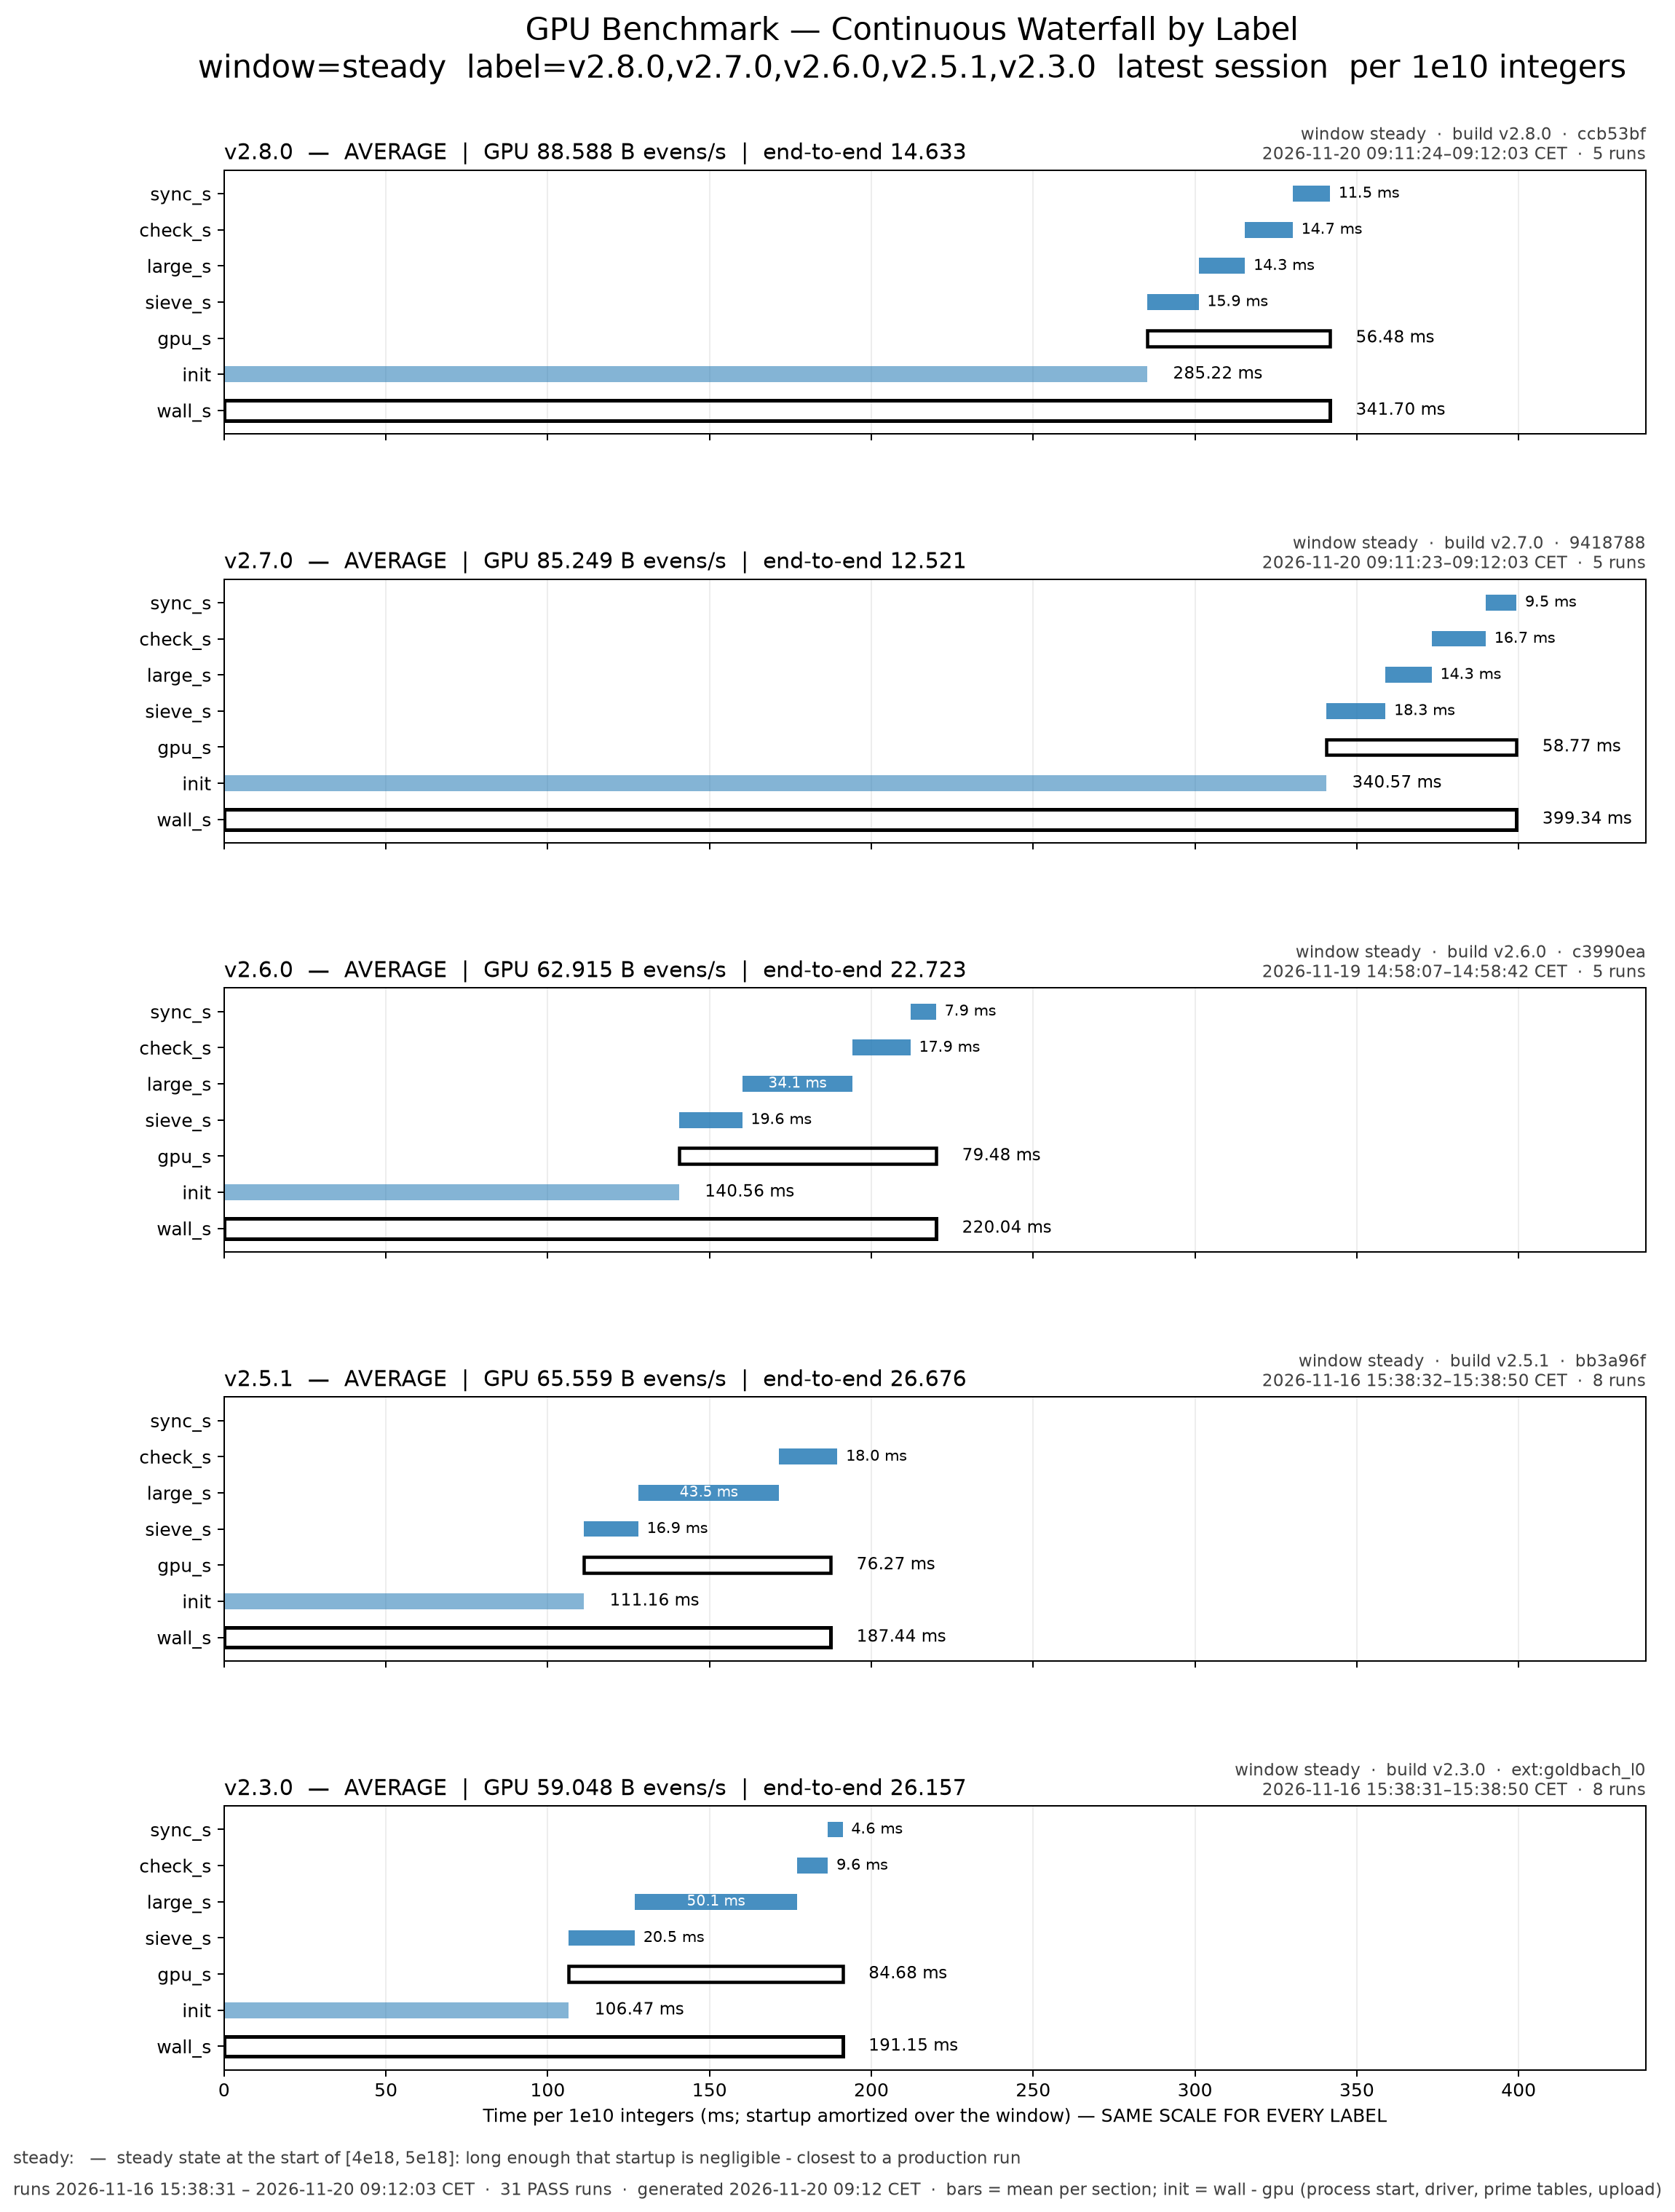 GPU Benchmark — Continuous Waterfall by Label
window=steady  label=v2.8.0,v2.7.0,v2.6.0,v2.5.1,v2.3.0  latest session  per 1e10 integers
window steady · build v2.8.0 · ccb53bf
v2.8.0 — AVERAGE | GPU 88.588 B evens/s | end-to-end 14.633
2026-11-20 09:11:24–09:12:03 CET · 5 runs
sync_s 11.5 ms
check_s 14.7 ms
large_s 14.3 ms
sieve_s 15.9 ms
gpu_s 56.48 ms
init 285.22 ms
wall_s 341.70 ms
window steady · build v2.7.0 · 9418788
v2.7.0 — AVERAGE | GPU 85.249 B evens/s | end-to-end 12.521
2026-11-20 09:11:23–09:12:03 CET · 5 runs
sync_s 9.5 ms
check_s 16.7 ms
large_s 14.3 ms
sieve_s 18.3 ms
gpu_s 58.77 ms
init 340.57 ms
wall_s 399.34 ms
window steady · build v2.6.0 · c3990ea
v2.6.0 — AVERAGE | GPU 62.915 B evens/s | end-to-end 22.723
2026-11-19 14:58:07–14:58:42 CET · 5 runs
sync_s 7.9 ms
check_s 17.9 ms
large_s 34.1 ms
sieve_s 19.6 ms
gpu_s 79.48 ms
init 140.56 ms
wall_s 220.04 ms
window steady · build v2.5.1 · bb3a96f
v2.5.1 — AVERAGE | GPU 65.559 B evens/s | end-to-end 26.676
2026-11-16 15:38:32–15:38:50 CET · 8 runs
sync_s
check_s 18.0 ms
large_s 43.5 ms
sieve_s 16.9 ms
gpu_s 76.27 ms
init 111.16 ms
wall_s 187.44 ms
window steady · build v2.3.0 · ext:goldbach_l0
v2.3.0 — AVERAGE | GPU 59.048 B evens/s | end-to-end 26.157
2026-11-16 15:38:31–15:38:50 CET · 8 runs
sync_s 4.6 ms
check_s 9.6 ms
large_s 50.1 ms
sieve_s 20.5 ms
gpu_s 84.68 ms
init 106.47 ms
wall_s 191.15 ms
0 50 100 150 200 250 300 350 400
Time per 1e10 integers (ms; startup amortized over the window) — SAME SCALE FOR EVERY LABEL
steady: — steady state at the start of [4e18, 5e18]: long enough that startup is negligible - closest to a production run
runs 2026-11-16 15:38:31 – 2026-11-20 09:12:03 CET · 31 PASS runs · generated 2026-11-20 09:12 CET · bars = mean per section; init = wall - gpu (process start, driver, prime tables, upload)